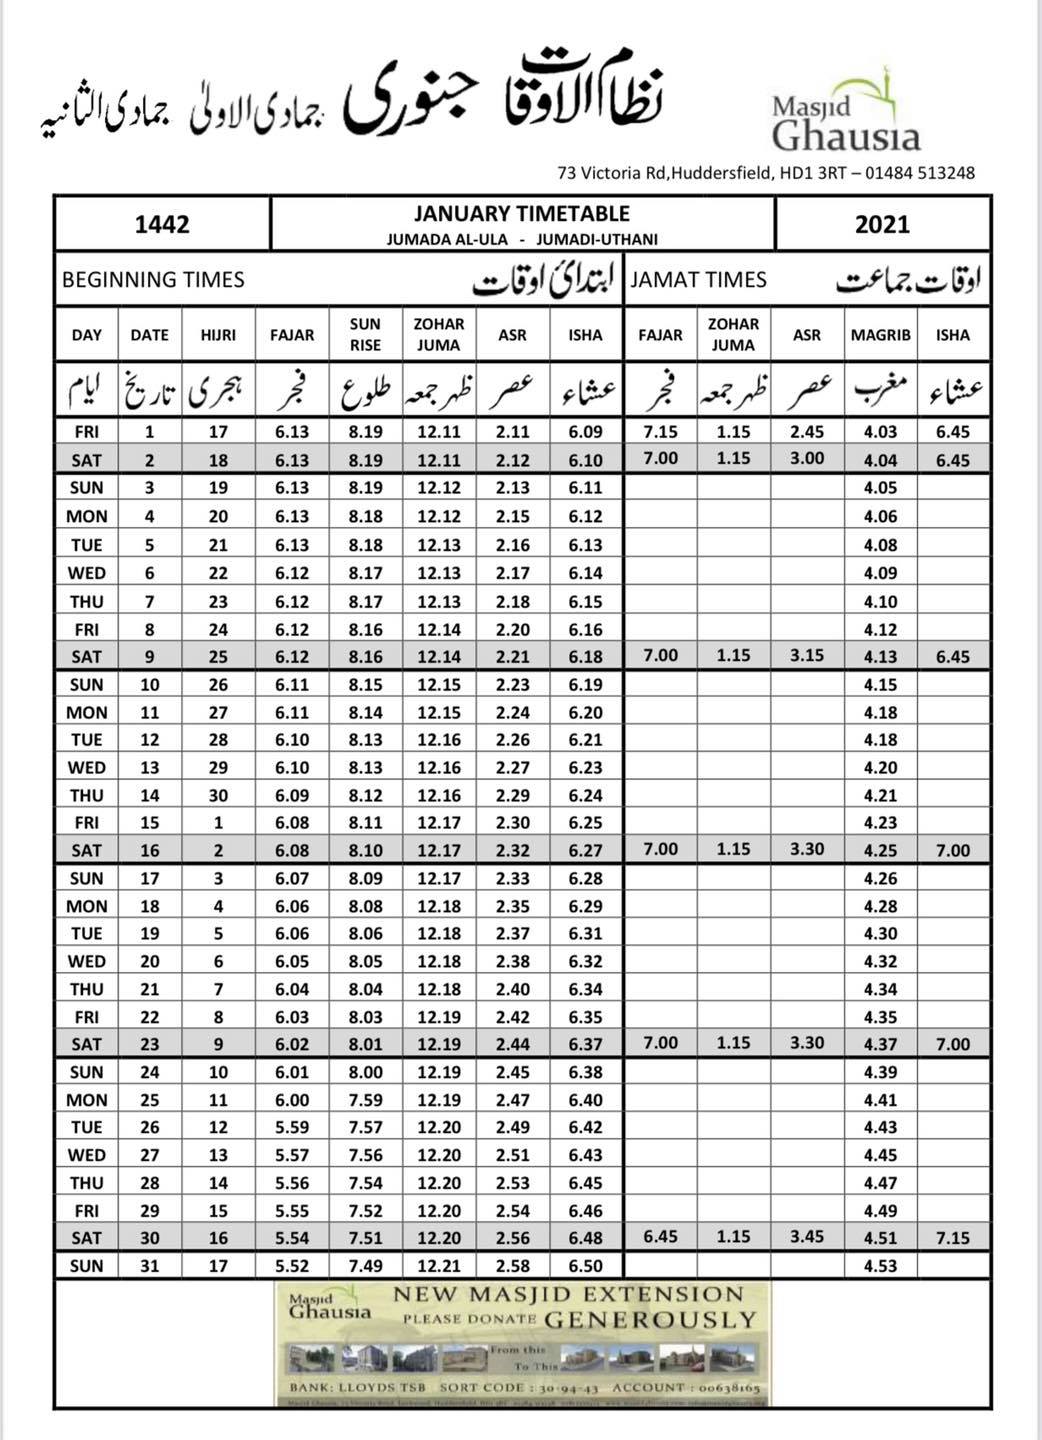 نظام الاوقات جنوری جمادی الاولیٰ جمادی الثانیہ
Masjid
Ghausia
73 Victoria Rd,Huddersfield, HD1 3RT – 01484 513248
1442 JANUARY TIMETABLE 2021
JUMADA AL-ULA - JUMADI-UTHANI
BEGINNING TIMES ابتدائ اوقات JAMAT TIMES اوقات جماعت
DAY DATE HIJRI FAJAR SUN RISE ZOHAR JUMA ASR ISHA FAJAR ZOHAR JUMA ASR MAGRIB ISHA
ایام تاریخ ہجری فجر طلوع ظہر جمعہ عصر عشاء فجر ظہر جمعہ عصر مغرب عشاء
FRI 1 17 6.13 8.19 12.11 2.11 6.09 7.15 1.15 2.45 4.03 6.45
SAT 2 18 6.13 8.19 12.11 2.12 6.10 7.00 1.15 3.00 4.04 6.45
SUN 3 19 6.13 8.19 12.12 2.13 6.11 4.05
MON 4 20 6.13 8.18 12.12 2.15 6.12 4.06
TUE 5 21 6.13 8.18 12.13 2.16 6.13 4.08
WED 6 22 6.12 8.17 12.13 2.17 6.14 4.09
THU 7 23 6.12 8.17 12.13 2.18 6.15 4.10
FRI 8 24 6.12 8.16 12.14 2.20 6.16 4.12
SAT 9 25 6.12 8.16 12.14 2.21 6.18 7.00 1.15 3.15 4.13 6.45
SUN 10 26 6.11 8.15 12.15 2.23 6.19 4.15
MON 11 27 6.11 8.14 12.15 2.24 6.20 4.18
TUE 12 28 6.10 8.13 12.16 2.26 6.21 4.18
WED 13 29 6.10 8.13 12.16 2.27 6.23 4.20
THU 14 30 6.09 8.12 12.16 2.29 6.24 4.21
FRI 15 1 6.08 8.11 12.17 2.30 6.25 4.23
SAT 16 2 6.08 8.10 12.17 2.32 6.27 7.00 1.15 3.30 4.25 7.00
SUN 17 3 6.07 8.09 12.17 2.33 6.28 4.26
MON 18 4 6.06 8.08 12.18 2.35 6.29 4.28
TUE 19 5 6.06 8.06 12.18 2.37 6.31 4.30
WED 20 6 6.05 8.05 12.18 2.38 6.32 4.32
THU 21 7 6.04 8.04 12.18 2.40 6.34 4.34
FRI 22 8 6.03 8.03 12.19 2.42 6.35 4.35
SAT 23 9 6.02 8.01 12.19 2.44 6.37 7.00 1.15 3.30 4.37 7.00
SUN 24 10 6.01 8.00 12.19 2.45 6.38 4.39
MON 25 11 6.00 7.59 12.19 2.47 6.40 4.41
TUE 26 12 5.59 7.57 12.20 2.49 6.42 4.43
WED 27 13 5.57 7.56 12.20 2.51 6.43 4.45
THU 28 14 5.56 7.54 12.20 2.53 6.45 4.47
FRI 29 15 5.55 7.52 12.20 2.54 6.46 4.49
SAT 30 16 5.54 7.51 12.20 2.56 6.48 6.45 1.15 3.45 4.51 7.15
SUN 31 17 5.52 7.49 12.21 2.58 6.50 4.53
Masjid
Ghausia
NEW MASJID EXTENSION
PLEASE DONATE GENEROUSLY
From this
To This
BANK: LLOYDS TSB SORT CODE : 30-94-43 ACCOUNT : 00638165